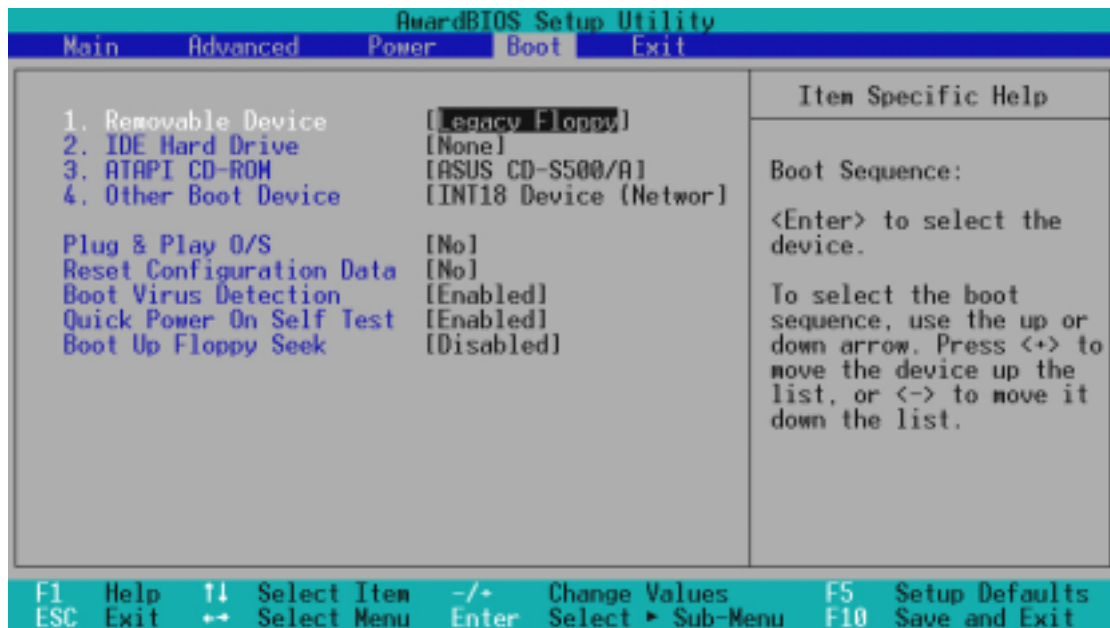 AwardBIOS Setup Utility
Main Advanced Power Boot Exit
1. Removable Device [Legacy Floppy]
2. IDE Hard Drive [None]
3. ATAPI CD-ROM [ASUS CD-S500/A]
4. Other Boot Device [INT18 Device (Networ]
Plug & Play O/S [No]
Reset Configuration Data [No]
Boot Virus Detection [Enabled]
Quick Power On Self Test [Enabled]
Boot Up Floppy Seek [Disabled]
Item Specific Help
Boot Sequence:
<Enter> to select the
device.
To select the boot
sequence, use the up or
down arrow. Press <+> to
move the device up the
list, or <-> to move it
down the list.
F1 Help ↑↓ Select Item -/+ Change Values F5 Setup Defaults
ESC Exit ←→ Select Menu Enter Select ► Sub-Menu F10 Save and Exit